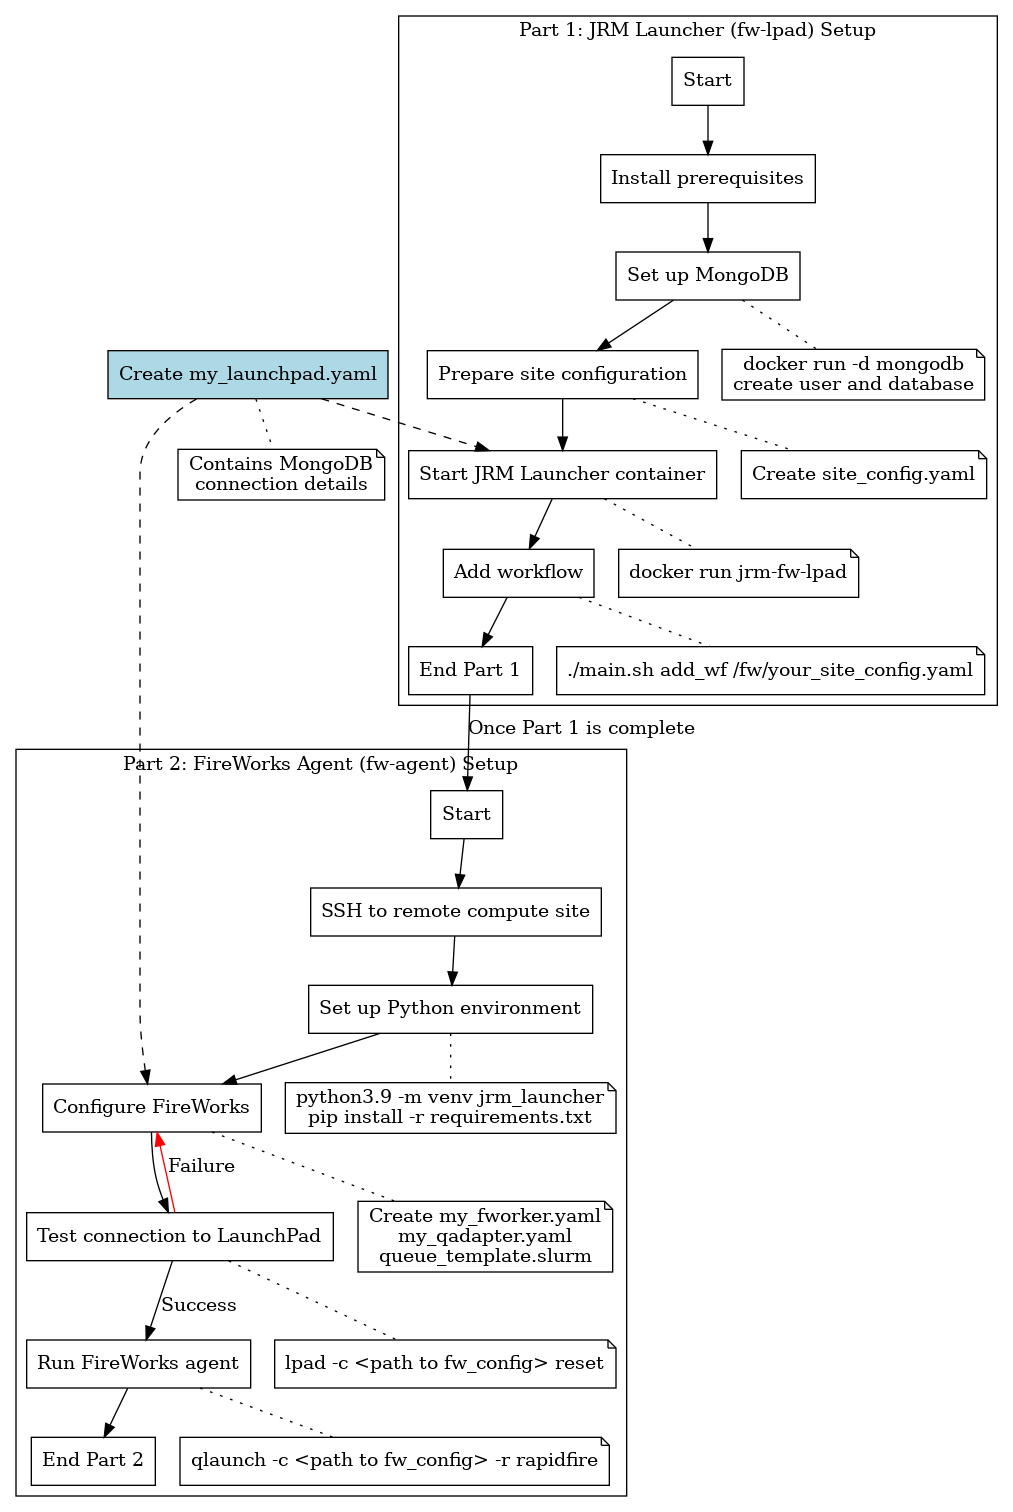 Part 1: JRM Launcher (fw-lpad) Setup
Start
Install prerequisites
Set up MongoDB
Create my_launchpad.yaml
Prepare site configuration
docker run -d mongodb
create user and database
Contains MongoDB
connection details
Start JRM Launcher container
Create site_config.yaml
Add workflow
docker run jrm-fw-lpad
End Part 1
./main.sh add_wf /fw/your_site_config.yaml
Once Part 1 is complete
Part 2: FireWorks Agent (fw-agent) Setup
Start
SSH to remote compute site
Set up Python environment
Configure FireWorks
python3.9 -m venv jrm_launcher
pip install -r requirements.txt
Failure
Test connection to LaunchPad
Create my_fworker.yaml
my_qadapter.yaml
queue_template.slurm
Success
Run FireWorks agent
lpad -c <path to fw_config> reset
End Part 2
qlaunch -c <path to fw_config> -r rapidfire